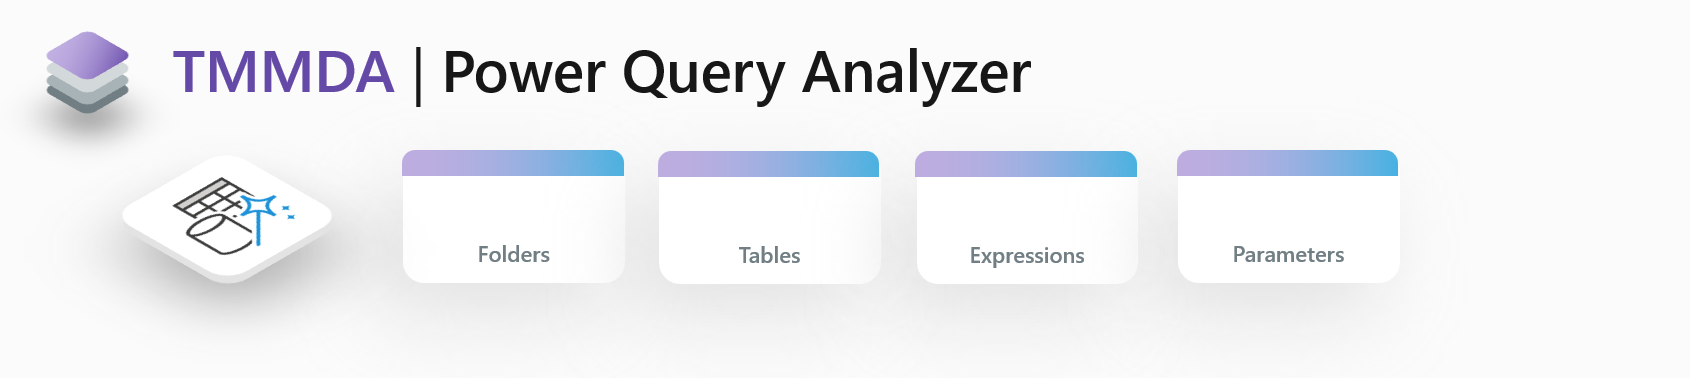 TMMDA | Power Query Analyzer
Folders
Tables
Expressions
Parameters